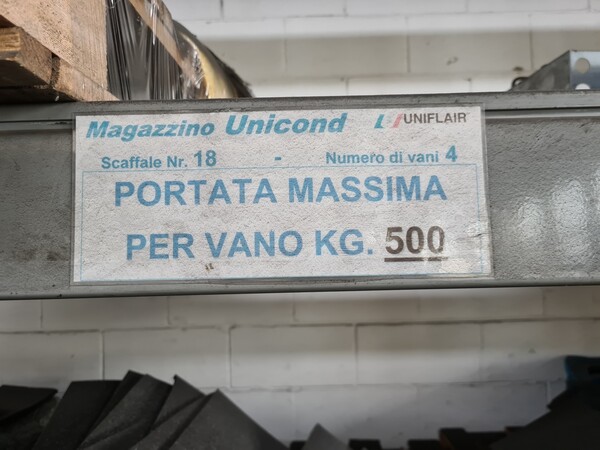 Magazzino Unicond UNIFLAIR
Scaffale Nr. 18 - Numero di vani 4
PORTATA MASSIMA
PER VANO KG. 500